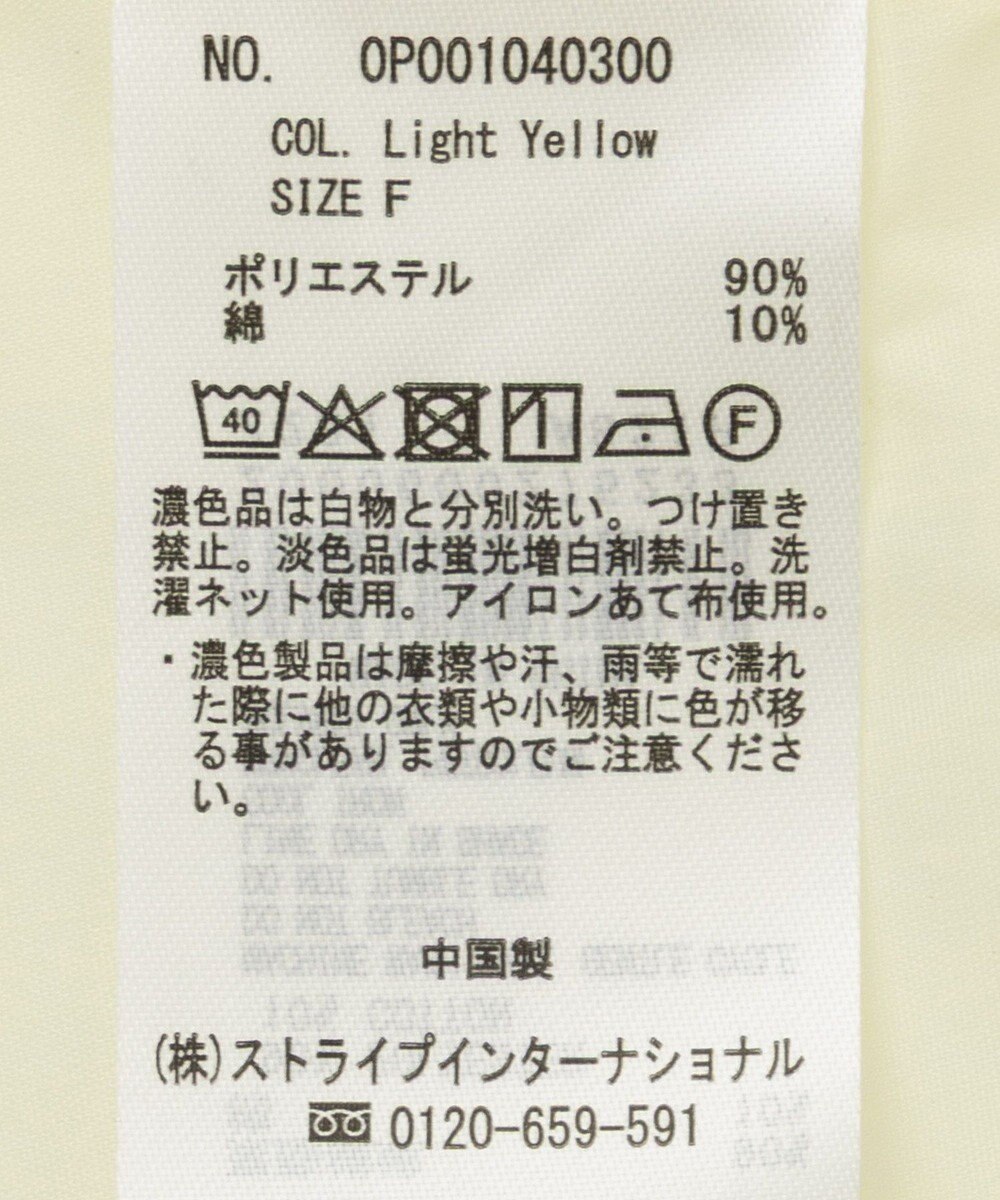 NO. OP001040300
COL. Light Yellow
SIZE F
ポリエステル 90%
綿 10%
40
F
濃色品は白物と分別洗い。つけ置き
禁止。淡色品は蛍光増白剤禁止。洗
濯ネット使用。アイロンあて布使用。
・濃色製品は摩擦や汗、雨等で濡れ
た際に他の衣類や小物類に色が移
る事がありますのでご注意くださ
い。
中国製
(株)ストライプインターナショナル
0120-659-591